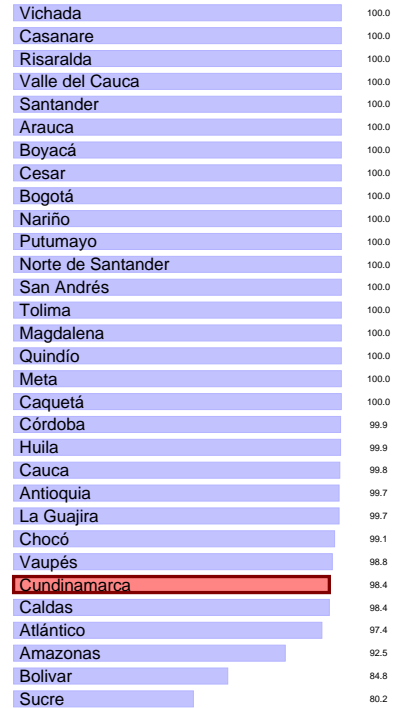 Vichada 100.0
Casanare 100.0
Risaralda 100.0
Valle del Cauca 100.0
Santander 100.0
Arauca 100.0
Boyacá 100.0
Cesar 100.0
Bogotá 100.0
Nariño 100.0
Putumayo 100.0
Norte de Santander 100.0
San Andrés 100.0
Tolima 100.0
Magdalena 100.0
Quindío 100.0
Meta 100.0
Caquetá 100.0
Córdoba 99.9
Huila 99.9
Cauca 99.8
Antioquia 99.7
La Guajira 99.7
Chocó 99.1
Vaupés 98.8
Cundinamarca 98.4
Caldas 98.4
Atlántico 97.4
Amazonas 92.5
Bolivar 84.8
Sucre 80.2